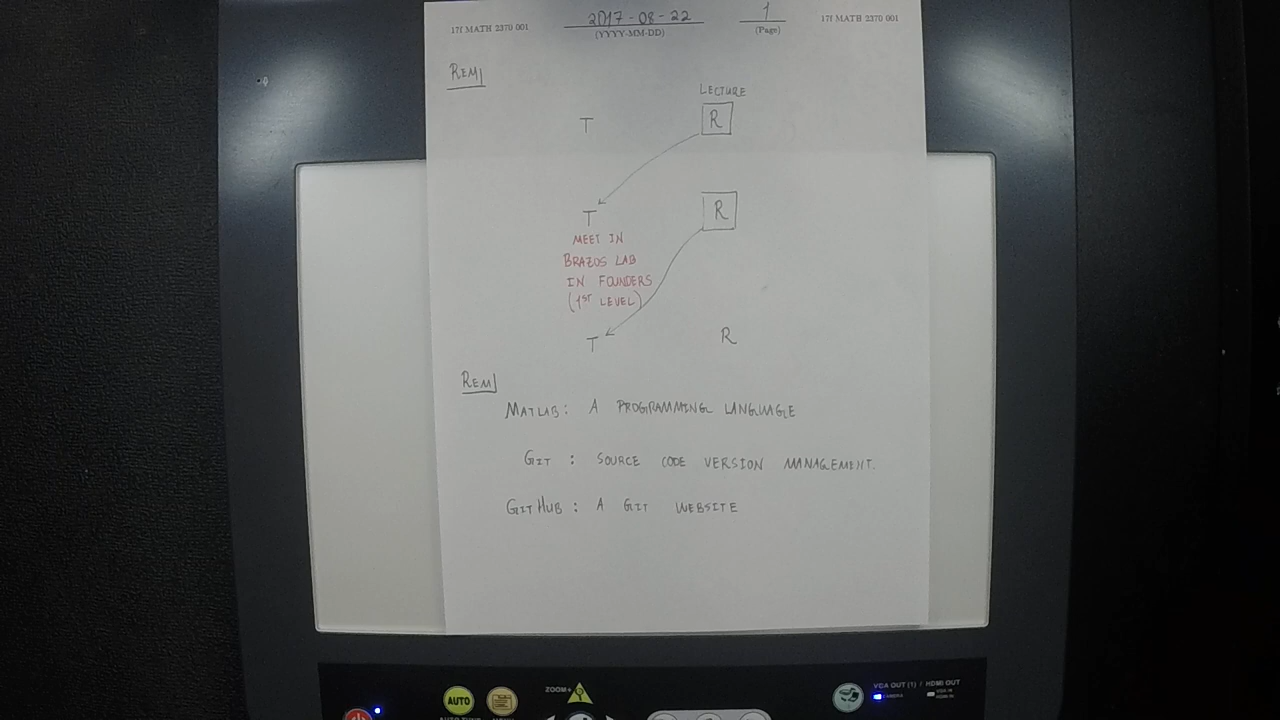 17f MATH 2370 001 2017-08-22 1 17f MATH 2370 001
(YYYY-MM-DD) (Page)
REM
LECTURE
T R
T R
MEET IN
BRAZOS LAB
IN FOUNDERS
(1ST LEVEL)
T R
REM
MATLAB: A PROGRAMMING LANGUAGE
GIT : SOURCE CODE VERSION MANAGEMENT.
GITHUB: A GIT WEBSITE
VGA OUT (1) / HDMI OUT
CAMERA
ZOOM+
AUTO